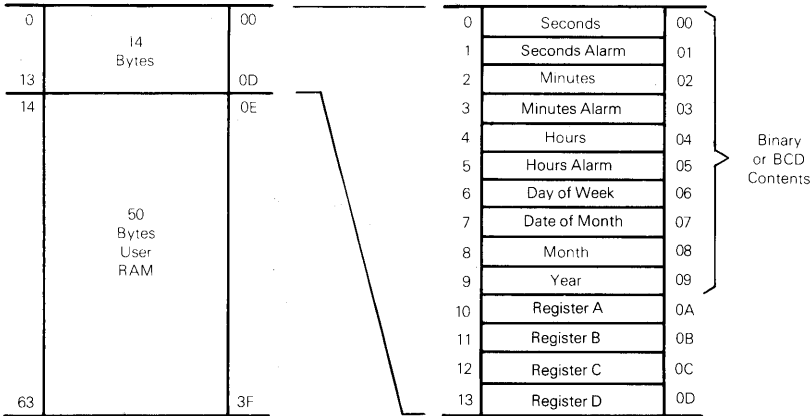 0 00
14
Bytes
13 0D
14 0E
50
Bytes
User
RAM
63 3F
0 Seconds 00
1 Seconds Alarm 01
2 Minutes 02
3 Minutes Alarm 03
4 Hours 04
5 Hours Alarm 05
6 Day of Week 06
7 Date of Month 07
8 Month 08
9 Year 09
10 Register A 0A
11 Register B 0B
12 Register C 0C
13 Register D 0D
Binary
or BCD
Contents